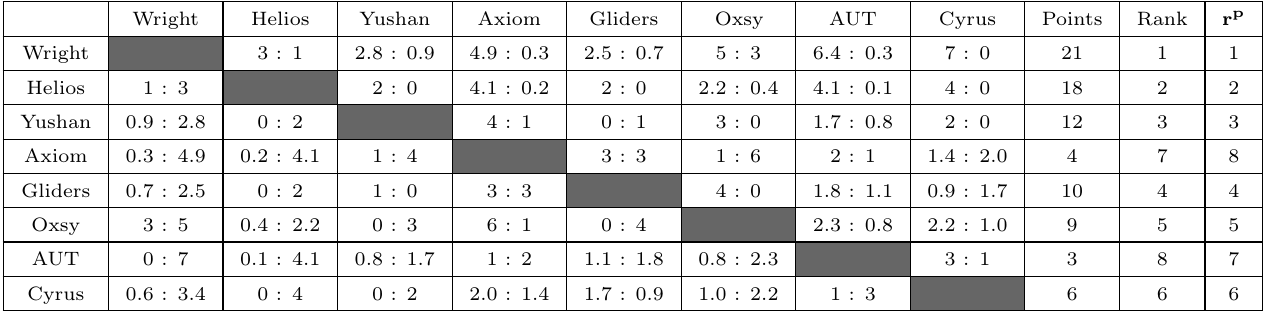 Wright Helios Yushan Axiom Gliders Oxsy AUT Cyrus Points Rank r^p
Wright 3 : 1 2.8 : 0.9 4.9 : 0.3 2.5 : 0.7 5 : 3 6.4 : 0.3 7 : 0 21 1 1
Helios 1 : 3 2 : 0 4.1 : 0.2 2 : 0 2.2 : 0.4 4.1 : 0.1 4 : 0 18 2 2
Yushan 0.9 : 2.8 0 : 2 4 : 1 0 : 1 3 : 0 1.7 : 0.8 2 : 0 12 3 3
Axiom 0.3 : 4.9 0.2 : 4.1 1 : 4 3 : 3 1 : 6 2 : 1 1.4 : 2.0 4 7 8
Gliders 0.7 : 2.5 0 : 2 1 : 0 3 : 3 4 : 0 1.8 : 1.1 0.9 : 1.7 10 4 4
Oxsy 3 : 5 0.4 : 2.2 0 : 3 6 : 1 0 : 4 2.3 : 0.8 2.2 : 1.0 9 5 5
AUT 0 : 7 0.1 : 4.1 0.8 : 1.7 1 : 2 1.1 : 1.8 0.8 : 2.3 3 : 1 3 8 7
Cyrus 0.6 : 3.4 0 : 4 0 : 2 2.0 : 1.4 1.7 : 0.9 1.0 : 2.2 1 : 3 6 6 6